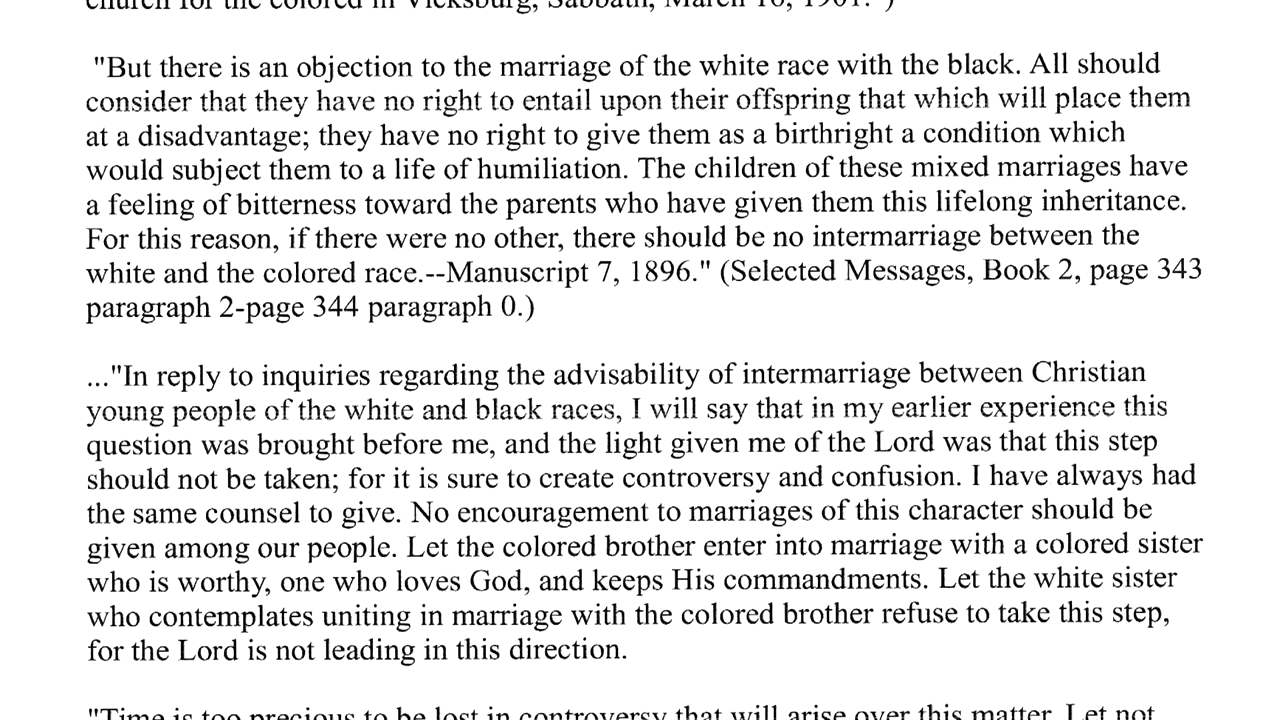 church for the colored in Vicksburg, Sabbath, March 16, 1901.")
"But there is an objection to the marriage of the white race with the black. All should
consider that they have no right to entail upon their offspring that which will place them
at a disadvantage; they have no right to give them as a birthright a condition which
would subject them to a life of humiliation. The children of these mixed marriages have
a feeling of bitterness toward the parents who have given them this lifelong inheritance.
For this reason, if there were no other, there should be no intermarriage between the
white and the colored race.--Manuscript 7, 1896." (Selected Messages, Book 2, page 343
paragraph 2-page 344 paragraph 0.)
..."In reply to inquiries regarding the advisability of intermarriage between Christian
young people of the white and black races, I will say that in my earlier experience this
question was brought before me, and the light given me of the Lord was that this step
should not be taken; for it is sure to create controversy and confusion. I have always had
the same counsel to give. No encouragement to marriages of this character should be
given among our people. Let the colored brother enter into marriage with a colored sister
who is worthy, one who loves God, and keeps His commandments. Let the white sister
who contemplates uniting in marriage with the colored brother refuse to take this step,
for the Lord is not leading in this direction.
"Time is too precious to be lost in controversy that will arise over this matter. Let not